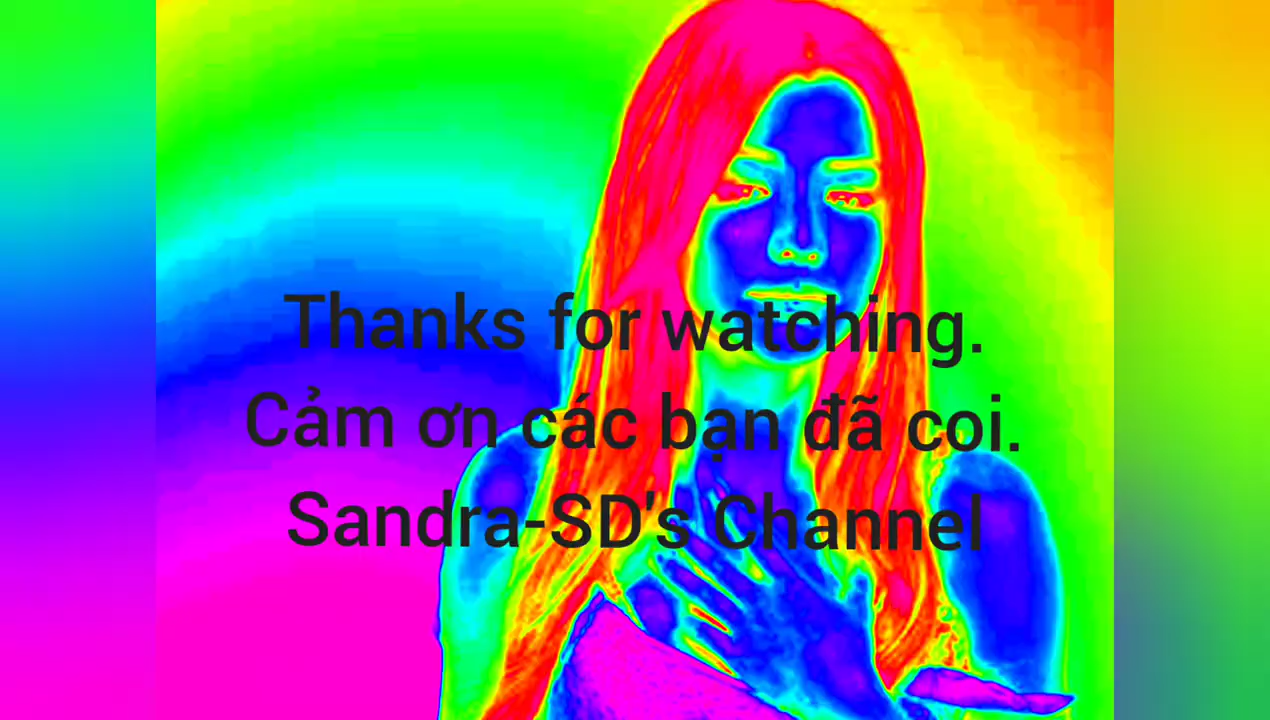 Thanks for watching.
Cảm ơn các bạn đã coi.
Sandra-SD's Channel